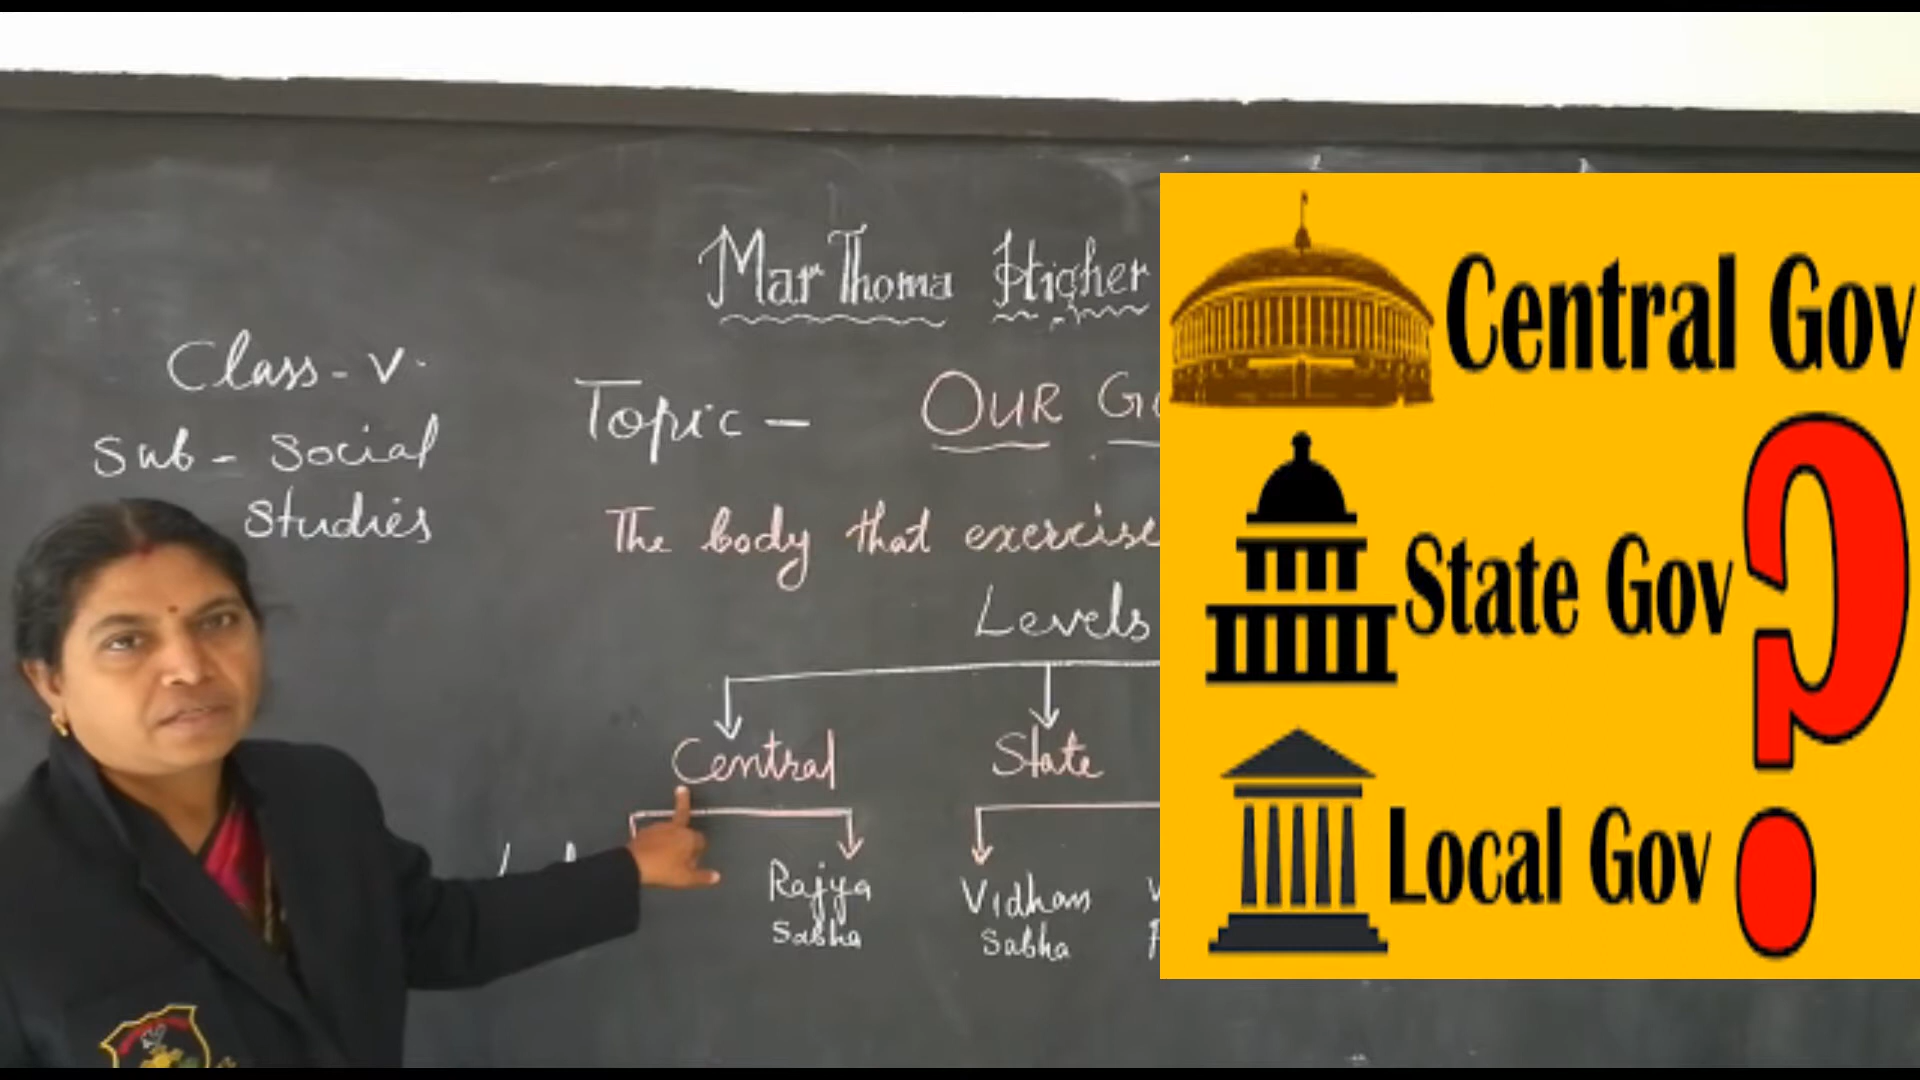 Mar Thoma Higher
Class - V.
Sub - Social
Studies
Topic - OUR
The body that exercise
Levels
Central State
Rajya Sabha
Vidhan Sabha
Central Gov
State Gov
Local Gov
?